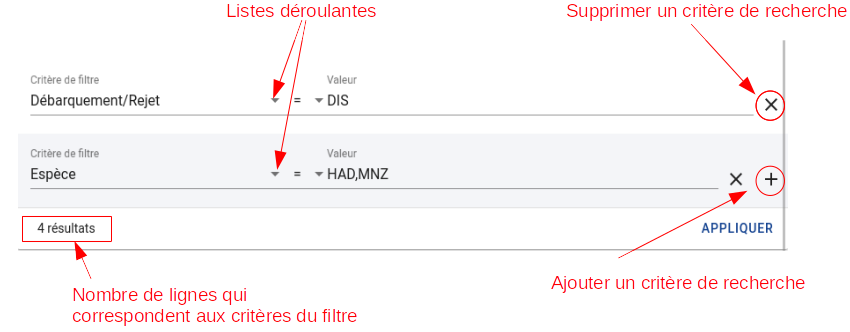 Listes déroulantes
Supprimer un critère de recherche
Critère de filtre
Valeur
Débarquement/Rejet
=
DIS
Critère de filtre
Valeur
Espèce
=
HAD,MNZ
4 résultats
APPLIQUER
Ajouter un critère de recherche
Nombre de lignes qui
correspondent aux critères du filtre